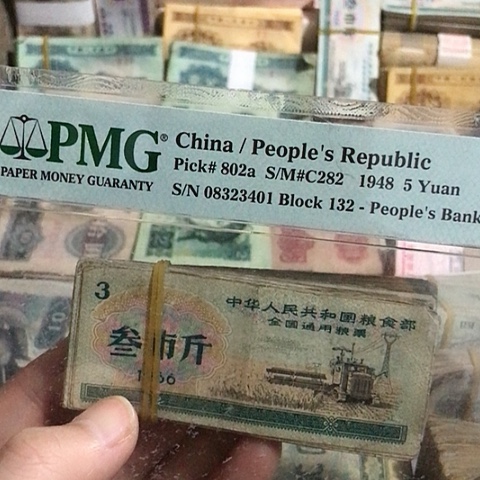 PMG®
PAPER MONEY GUARANTY
China / People's Republic
Pick# 802a S/M#C282 1948 5 Yuan
S/N 08323401 Block 132 - People's Bank
3
中华人民共和国粮食部
全国通用粮票
叁市斤
1966